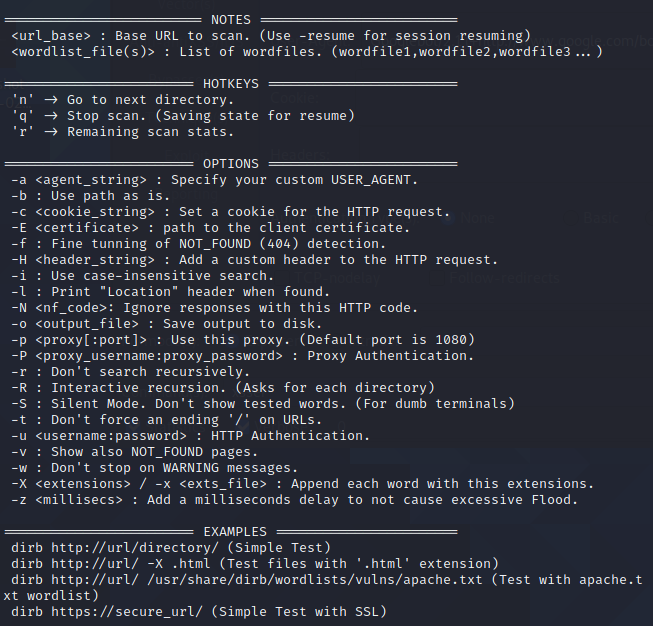 ════════════════════════ NOTES ════════════════════════
<url_base> : Base URL to scan. (Use -resume for session resuming)
<wordlist_file(s)> : List of wordfiles. (wordfile1,wordfile2,wordfile3...)
════════════════════════ HOTKEYS ════════════════════════
'n' -> Go to next directory.
'q' -> Stop scan. (Saving state for resume)
'r' -> Remaining scan stats.
════════════════════════ OPTIONS ════════════════════════
-a <agent_string> : Specify your custom USER_AGENT.
-b : Use path as is.
-c <cookie_string> : Set a cookie for the HTTP request.
-E <certificate> : path to the client certificate.
-f : Fine tunning of NOT_FOUND (404) detection.
-H <header_string> : Add a custom header to the HTTP request.
-i : Use case-insensitive search.
-l : Print "Location" header when found.
-N <nf_code>: Ignore responses with this HTTP code.
-o <output_file> : Save output to disk.
-p <proxy[:port]> : Use this proxy. (Default port is 1080)
-P <proxy_username:proxy_password> : Proxy Authentication.
-r : Don't search recursively.
-R : Interactive recursion. (Asks for each directory)
-S : Silent Mode. Don't show tested words. (For dumb terminals)
-t : Don't force an ending '/' on URLs.
-u <username:password> : HTTP Authentication.
-v : Show also NOT_FOUND pages.
-w : Don't stop on WARNING messages.
-X <extensions> / -x <exts_file> : Append each word with this extensions.
-z <millisecs> : Add a milliseconds delay to not cause excessive Flood.
════════════════════════ EXAMPLES ════════════════════════
dirb http://url/directory/ (Simple Test)
dirb http://url/ -X .html (Test files with '.html' extension)
dirb http://url/ /usr/share/dirb/wordlists/vulns/apache.txt (Test with apache.t
xt wordlist)
dirb https://secure_url/ (Simple Test with SSL)